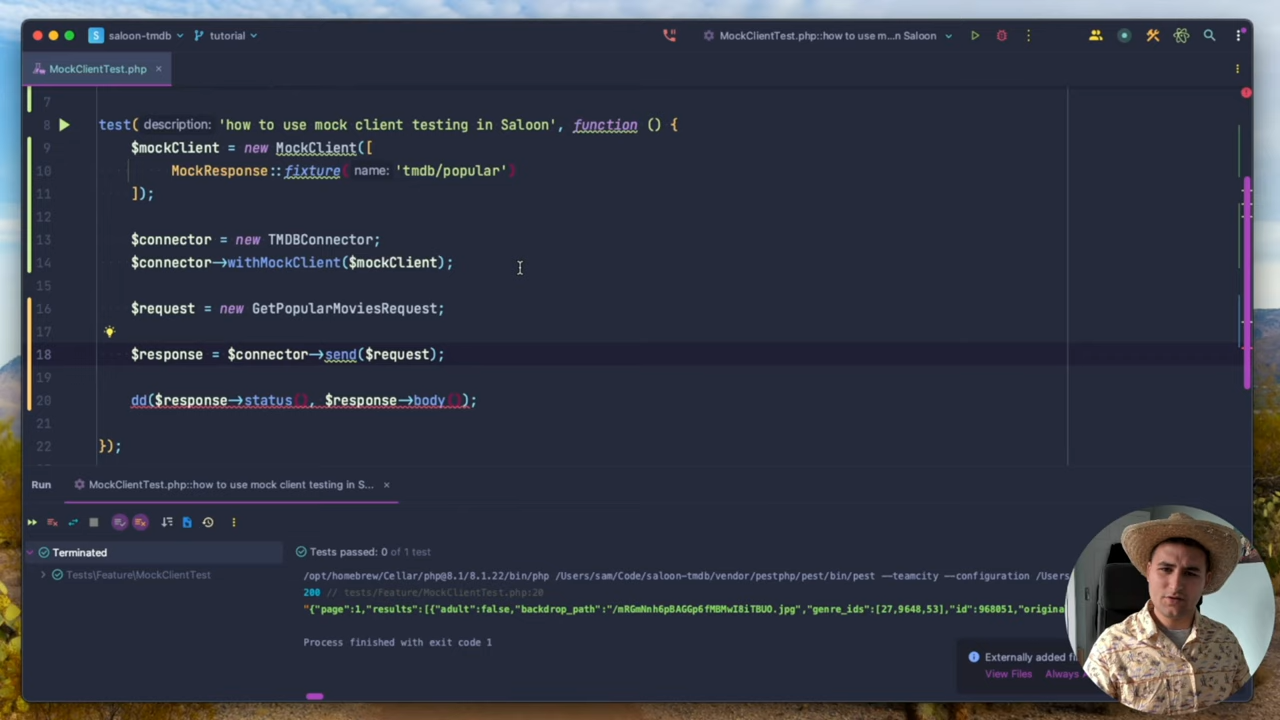 S saloon-tmdb tutorial MockClientTest.php::how to use m...n Saloon
MockClientTest.php ×
7
8 test( description: 'how to use mock client testing in Saloon', function () {
9 $mockClient = new MockClient([
10 MockResponse::fixture( name: 'tmdb/popular')
11 ]);
12
13 $connector = new TMDBConnector;
14 $connector->withMockClient($mockClient);
15
16 $request = new GetPopularMoviesRequest;
17
18 $response = $connector->send($request);
19
20 dd($response->status(), $response->body());
21
22 });
Run MockClientTest.php::how to use mock client testing in S... ×
Terminated
Tests\Feature\MockClientTest
Tests passed: 0 of 1 test
/opt/homebrew/Cellar/php@8.1/8.1.22/bin/php /Users/sam/Code/saloon-tmdb/vendor/pestphp/pest/bin/pest --teamcity --configuration /Users
200 // tests/Feature/MockClientTest.php:20
"{"page":1,"results":[{"adult":false,"backdrop_path":"/mRGmNnh6pBAGGp6fMBMwI8iTBUO.jpg","genre_ids":[27,9648,53],"id":968051,"origina
Process finished with exit code 1
Externally added
View Files Always